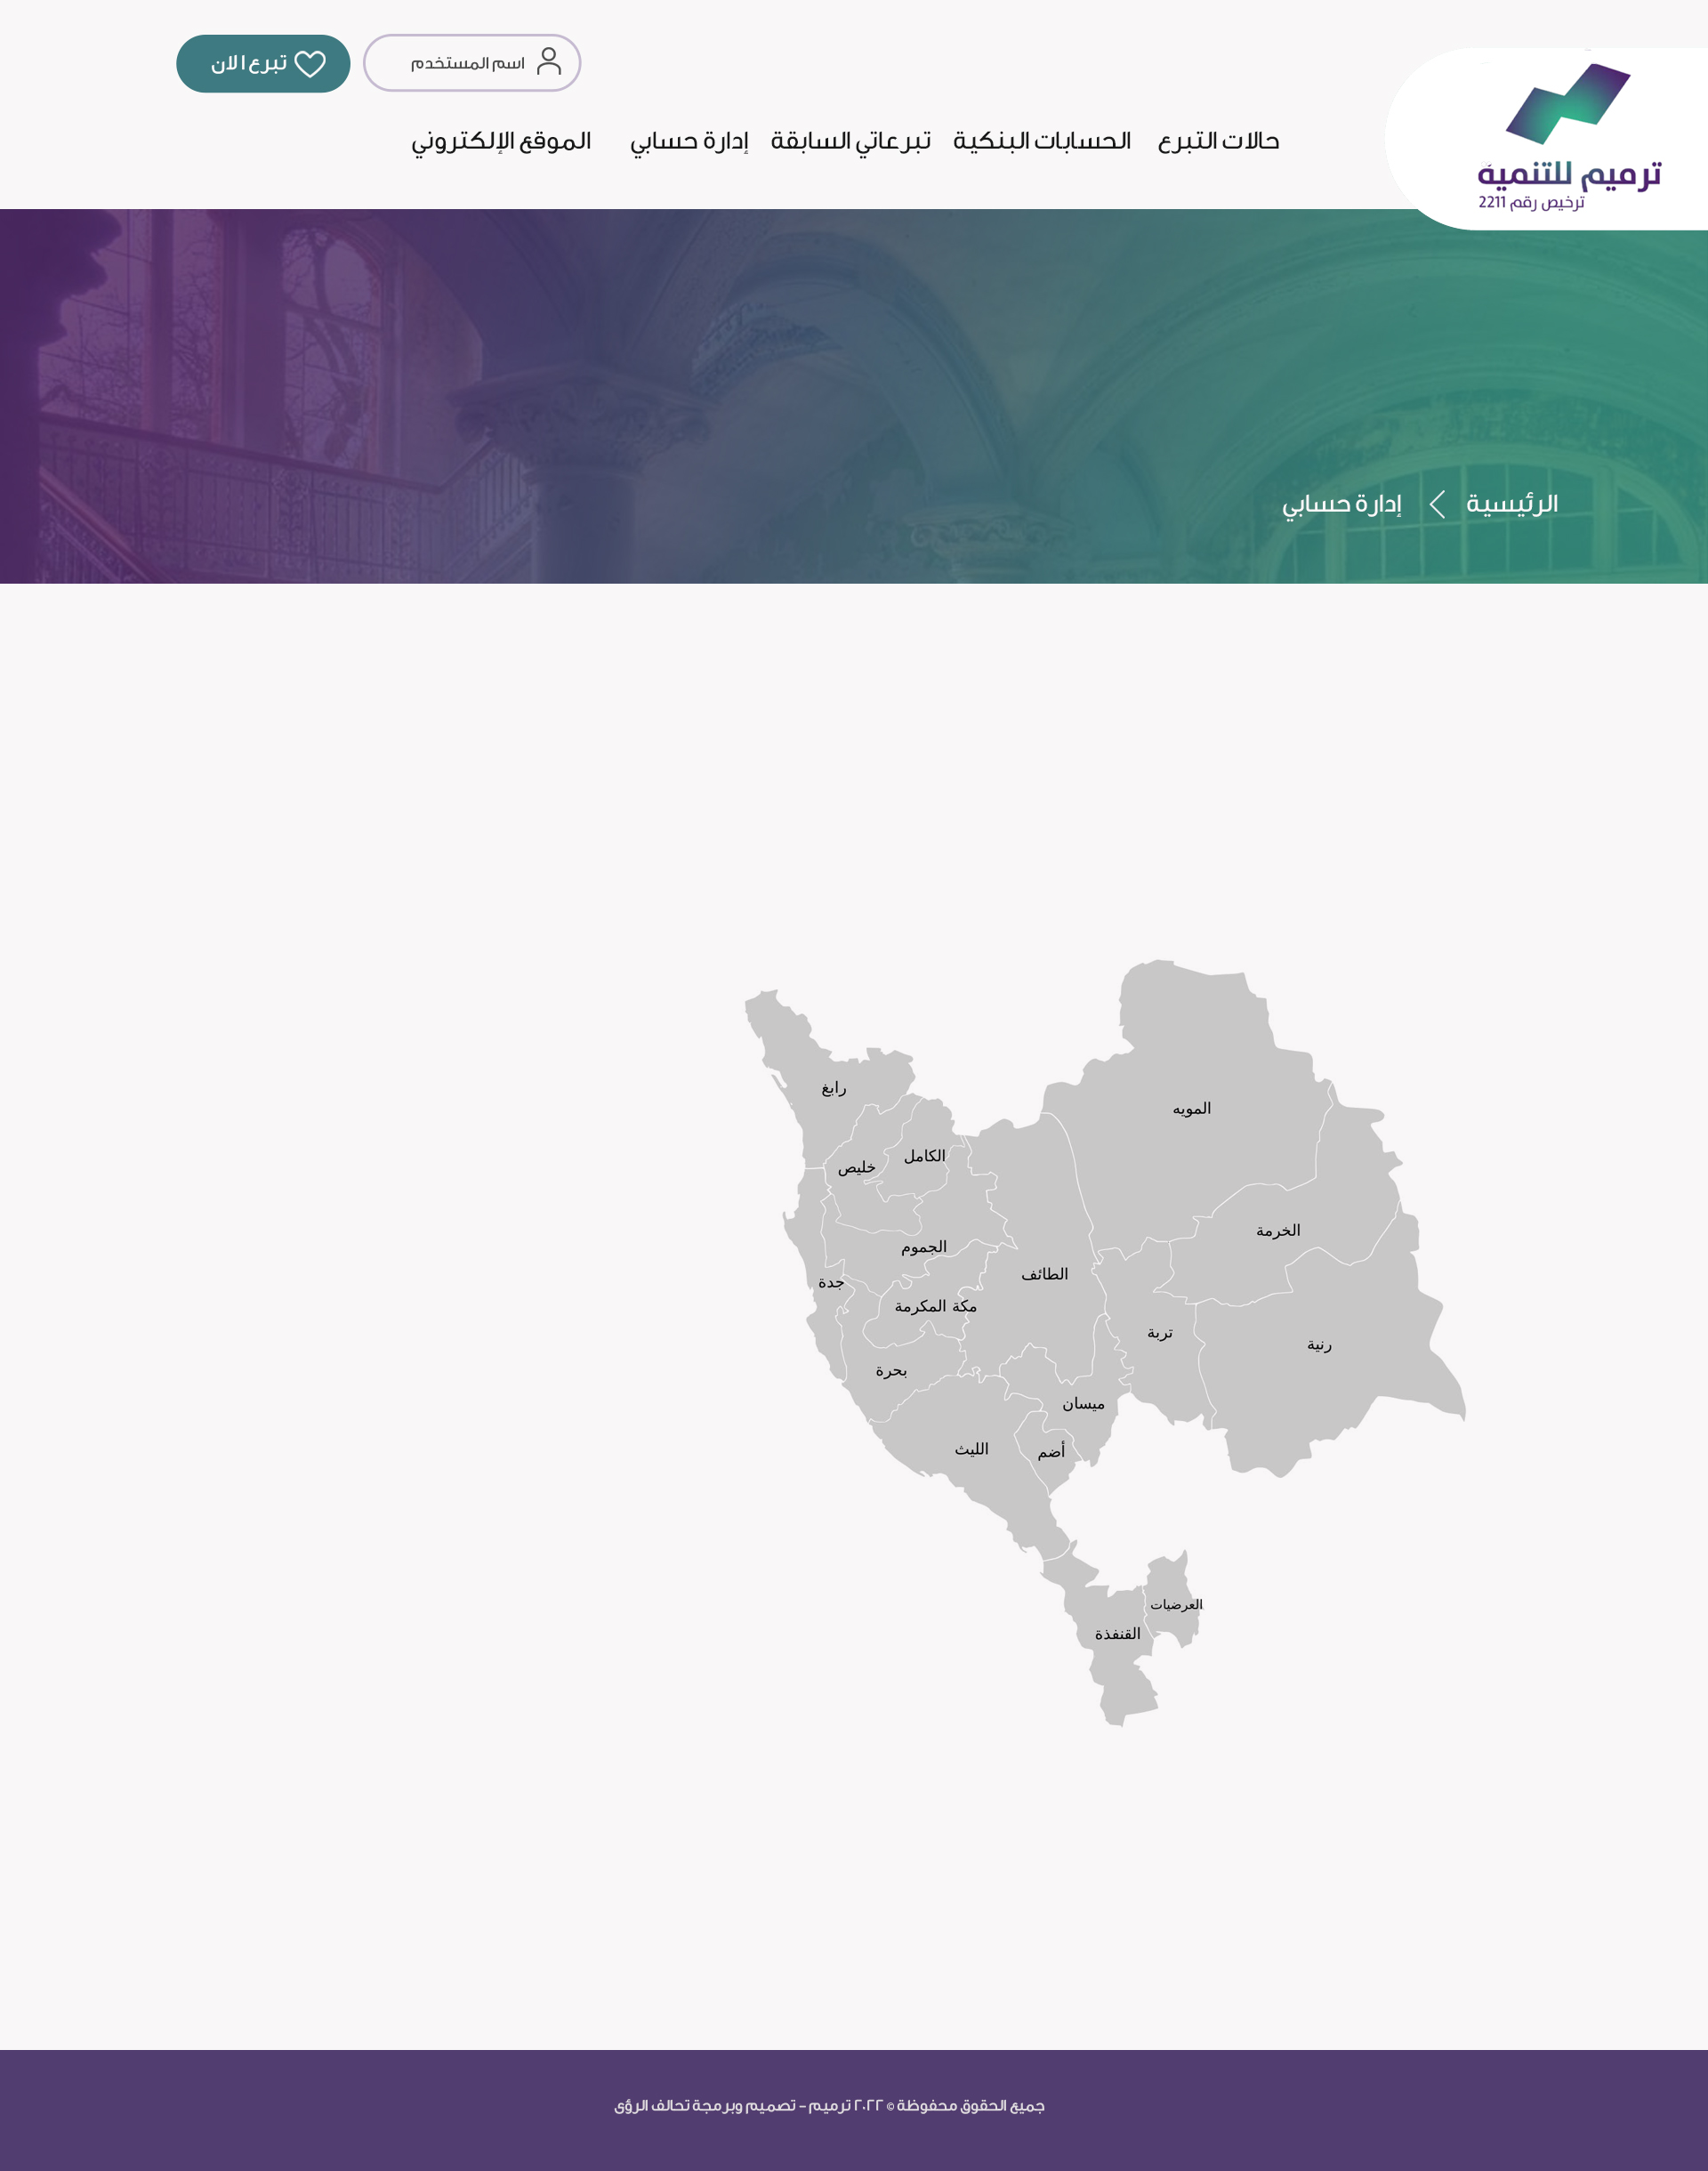 اسم المستخدم
تبرع الان
ترميم للتنمية
ترخيص رقم 2211
حالات التبرع
الحسابات البنكية
تبرعاتي السابقة
إدارة حسابي
الموقع الإلكتروني
الرئيسية
إدارة حسابي
رابغ
المويه
الكامل
خليص
الخرمة
الجموم
الطائف
جدة
مكة المكرمة
تربة
رنية
بحرة
ميسان
الليث
أضم
العرضيات
القنفذة
جميع الحقوق محفوظة © ٢٠٢٢ ترميم - تصميم وبرمجة تحالف الرؤى